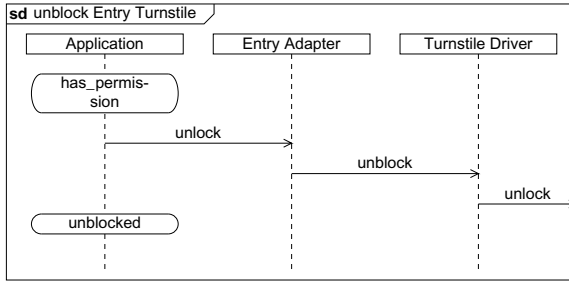 sd unblock Entry Turnstile
Application
Entry Adapter
Turnstile Driver
has_permis-
sion
unlock
unblock
unlock
unblocked